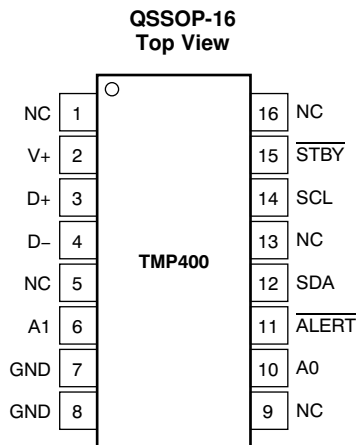 QSSOP-16
Top View
NC 1 16 NC
V+ 2 15 STBY
D+ 3 14 SCL
D− 4 13 NC
TMP400
NC 5 12 SDA
A1 6 11 ALERT
GND 7 10 A0
GND 8 9 NC